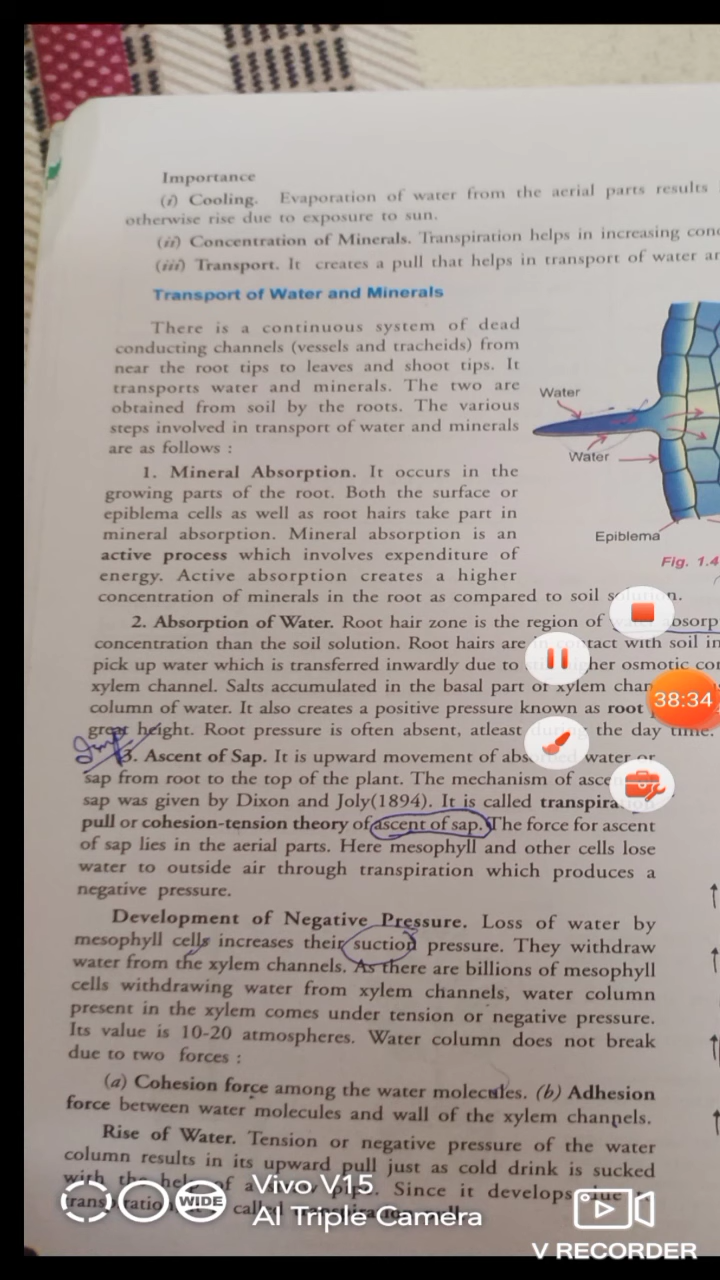 Importance
(i) Cooling. Evaporation of water from the aerial parts results
otherwise rise due to exposure to sun.
(ii) Concentration of Minerals. Transpiration helps in increasing
(iii) Transport. It creates a pull that helps in transport of water
Transport of Water and Minerals
There is a continuous system of dead
conducting channels (vessels and tracheids) from
near the root tips to leaves and shoot tips. It
transports water and minerals. The two are
obtained from soil by the roots. The various
steps involved in transport of water and minerals
are as follows :
Water
Water
Epiblema
Fig. 1.4
1. Mineral Absorption. It occurs in the
growing parts of the root. Both the surface or
epiblema cells as well as root hairs take part in
mineral absorption. Mineral absorption is an
active process which involves expenditure of
energy. Active absorption creates a higher
concentration of minerals in the root as compared to soil
2. Absorption of Water. Root hair zone is the region of
concentration than the soil solution. Root hairs are contact with soil
pick up water which is transferred inwardly due to osmotic
xylem channel. Salts accumulated in the basal part of xylem
column of water. It also creates a positive pressure known as root
great height. Root pressure is often absent, atleast the day time.
38:34
Imp
3. Ascent of Sap. It is upward movement of water or
sap from root to the top of the plant. The mechanism of
sap was given by Dixon and Joly(1894). It is called
pull or cohesion-tension theory of ascent of sap. The force for ascent
of sap lies in the aerial parts. Here mesophyll and other cells lose
water to outside air through transpiration which produces a
negative pressure.
Development of Negative Pressure. Loss of water by
mesophyll cells increases their suction pressure. They withdraw
water from the xylem channels. As there are billions of mesophyll
cells withdrawing water from xylem channels, water column
present in the xylem comes under tension or negative pressure.
Its value is 10-20 atmospheres. Water column does not break
due to two forces :
(a) Cohesion force among the water molecules. (b) Adhesion
force between water molecules and wall of the xylem channels.
Rise of Water. Tension or negative pressure of the water
column results in its upward pull just as cold drink is sucked
with the help of a pipe. Since it develops
called
WIDE
Vivo V15
AI Triple Camera
V RECORDER